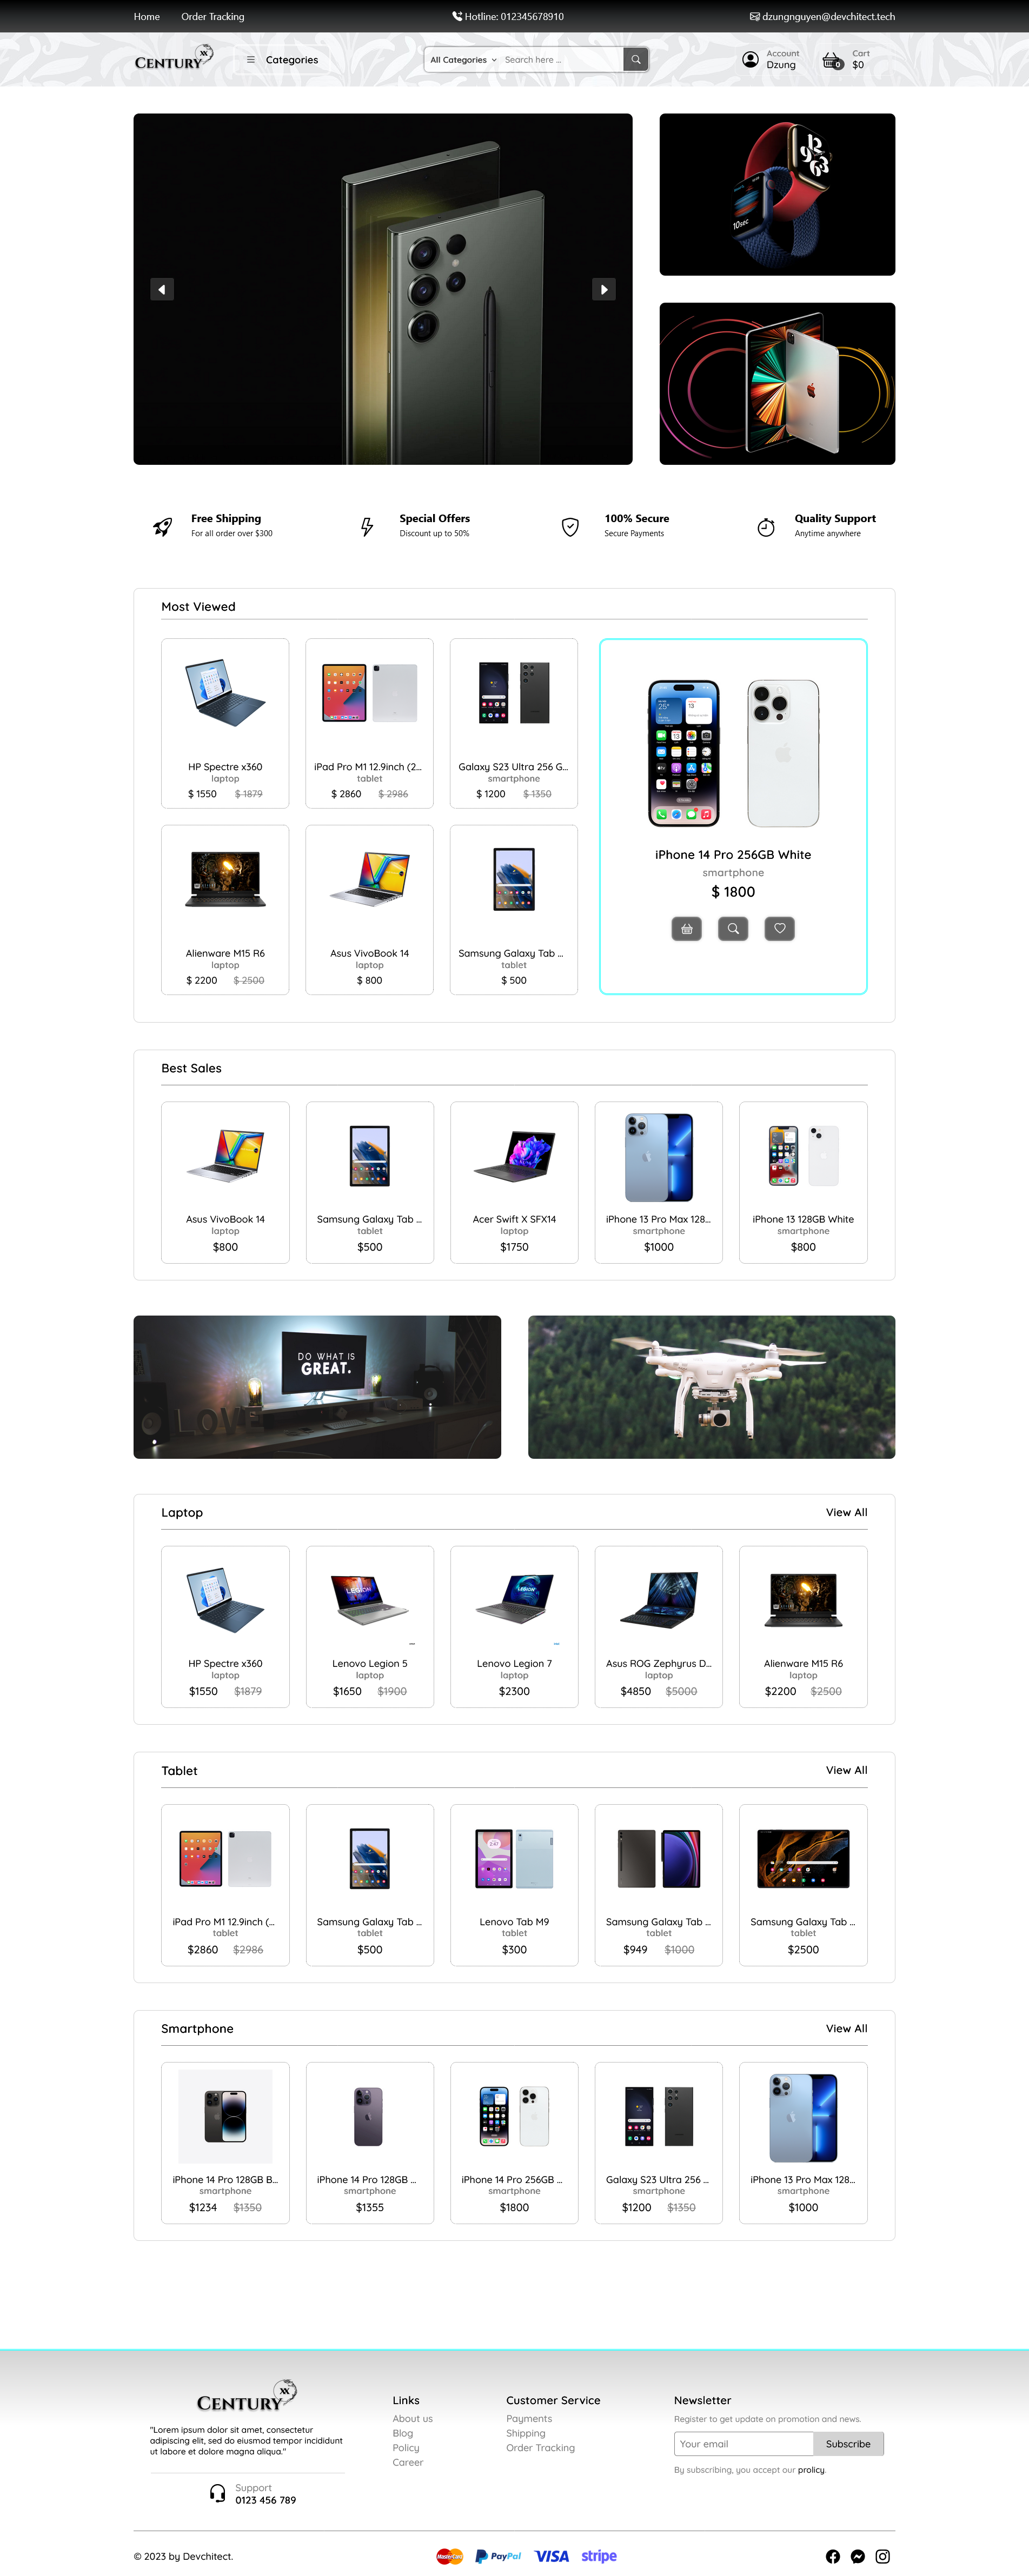 Home Order Tracking Hotline: 012345678910 dzungnguyen@devchitect.tech
CENTURY XX Categories All Categories Search here ... Account Cart
Dzung 0 $0
10sec
Free Shipping Special Offers 100% Secure Quality Support
For all order over $300 Discount up to 50% Secure Payments Anytime anywhere
Most Viewed
HP Spectre x360 iPad Pro M1 12.9inch (2... Galaxy S23 Ultra 256 G...
laptop tablet smartphone
$ 1550 $ 1879 $ 2860 $ 2986 $ 1200 $ 1350
iPhone 14 Pro 256GB White
smartphone
$ 1800
Alienware M15 R6 Asus VivoBook 14 Samsung Galaxy Tab ...
laptop laptop tablet
$ 2200 $ 2500 $ 800 $ 500
Best Sales
Asus VivoBook 14 Samsung Galaxy Tab ... Acer Swift X SFX14 iPhone 13 Pro Max 128... iPhone 13 128GB White
laptop tablet laptop smartphone smartphone
$800 $500 $1750 $1000 $800
DO WHAT IS
GREAT.
LOVE
Laptop View All
LEGION LEGION
HP Spectre x360 Lenovo Legion 5 Lenovo Legion 7 Asus ROG Zephyrus D... Alienware M15 R6
laptop laptop laptop laptop laptop
$1550 $1879 $1650 $1900 $2300 $4850 $5000 $2200 $2500
Tablet View All
iPad Pro M1 12.9inch (... Samsung Galaxy Tab ... Lenovo Tab M9 Samsung Galaxy Tab ... Samsung Galaxy Tab ...
tablet tablet tablet tablet tablet
$2860 $2986 $500 $300 $949 $1000 $2500
Smartphone View All
iPhone 14 Pro 128GB B... iPhone 14 Pro 128GB ... iPhone 14 Pro 256GB ... Galaxy S23 Ultra 256 ... iPhone 13 Pro Max 128...
smartphone smartphone smartphone smartphone smartphone
$1234 $1350 $1355 $1800 $1200 $1350 $1000
CENTURY XX
"Lorem ipsum dolor sit amet, consectetur
adipiscing elit, sed do eiusmod tempor incididunt
ut labore et dolore magna aliqua."
Support
0123 456 789
Links
About us
Blog
Policy
Career
Customer Service
Payments
Shipping
Order Tracking
Newsletter
Register to get update on promotion and news.
Your email Subscribe
By subscribing, you accept our prolicy.
© 2023 by Devchitect. MasterCard PayPal VISA stripe